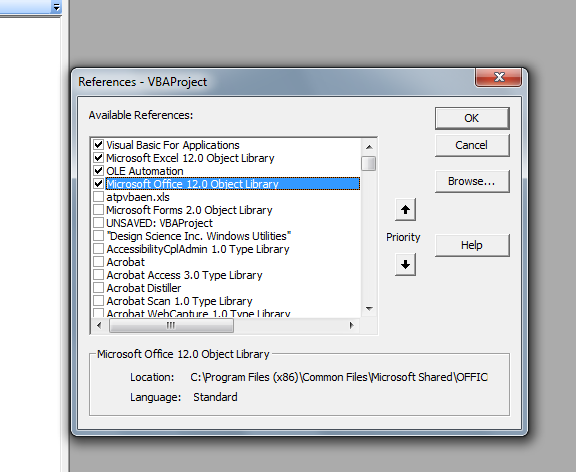 References - VBAProject
Available References:
Visual Basic For Applications
Microsoft Excel 12.0 Object Library
OLE Automation
Microsoft Office 12.0 Object Library
atpvbaen.xls
Microsoft Forms 2.0 Object Library
UNSAVED: VBAProject
"Design Science Inc. Windows Utilities"
AccessibilityCplAdmin 1.0 Type Library
Acrobat
Acrobat Access 3.0 Type Library
Acrobat Distiller
Acrobat Scan 1.0 Type Library
Acrobat WebCapture 1.0 Type Library
OK
Cancel
Browse...
Priority
Help
Microsoft Office 12.0 Object Library
Location: C:\Program Files (x86)\Common Files\Microsoft Shared\OFFIC
Language: Standard